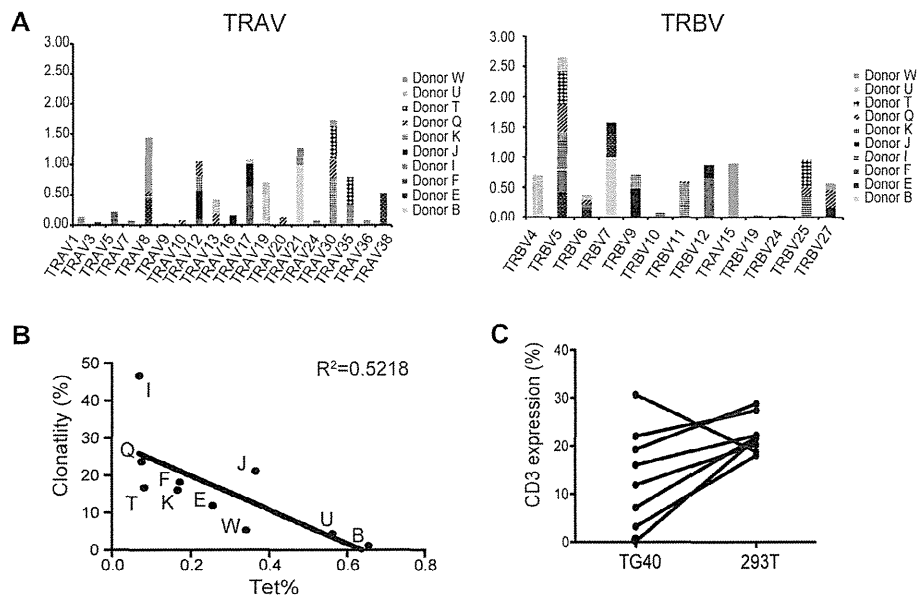 A
TRAV
3.00
2.50
2.00
1.50
1.00
0.50
0.00
TRAV1
TRAV3
TRAV5
TRAV7
TRAV8
TRAV9
TRAV10
TRAV12
TRAV13
TRAV16
TRAV17
TRAV19
TRAV20
TRAV21
TRAV24
TRAV30
TRAV35
TRAV36
TRAV38
Donor W
Donor U
Donor T
Donor Q
Donor K
Donor J
Donor I
Donor F
Donor E
Donor B
TRBV
3.00
2.50
2.00
1.50
1.00
0.50
0.00
TRBV4
TRBV5
TRBV6
TRBV7
TRBV9
TRBV10
TRBV11
TRBV12
TRAV15
TRBV19
TRBV24
TRBV25
TRBV27
Donor W
Donor U
Donor T
Donor Q
Donor K
Donor J
Donor I
Donor F
Donor E
Donor B
B
Clonatlity (%)
50
40
30
20
10
0
R²=0.5218
I
Q
T
F
K
E
J
W
U
B
0.0
0.2
0.4
0.6
0.8
Tet%
C
CD3 expression (%)
40
30
20
10
0
TG40
293T